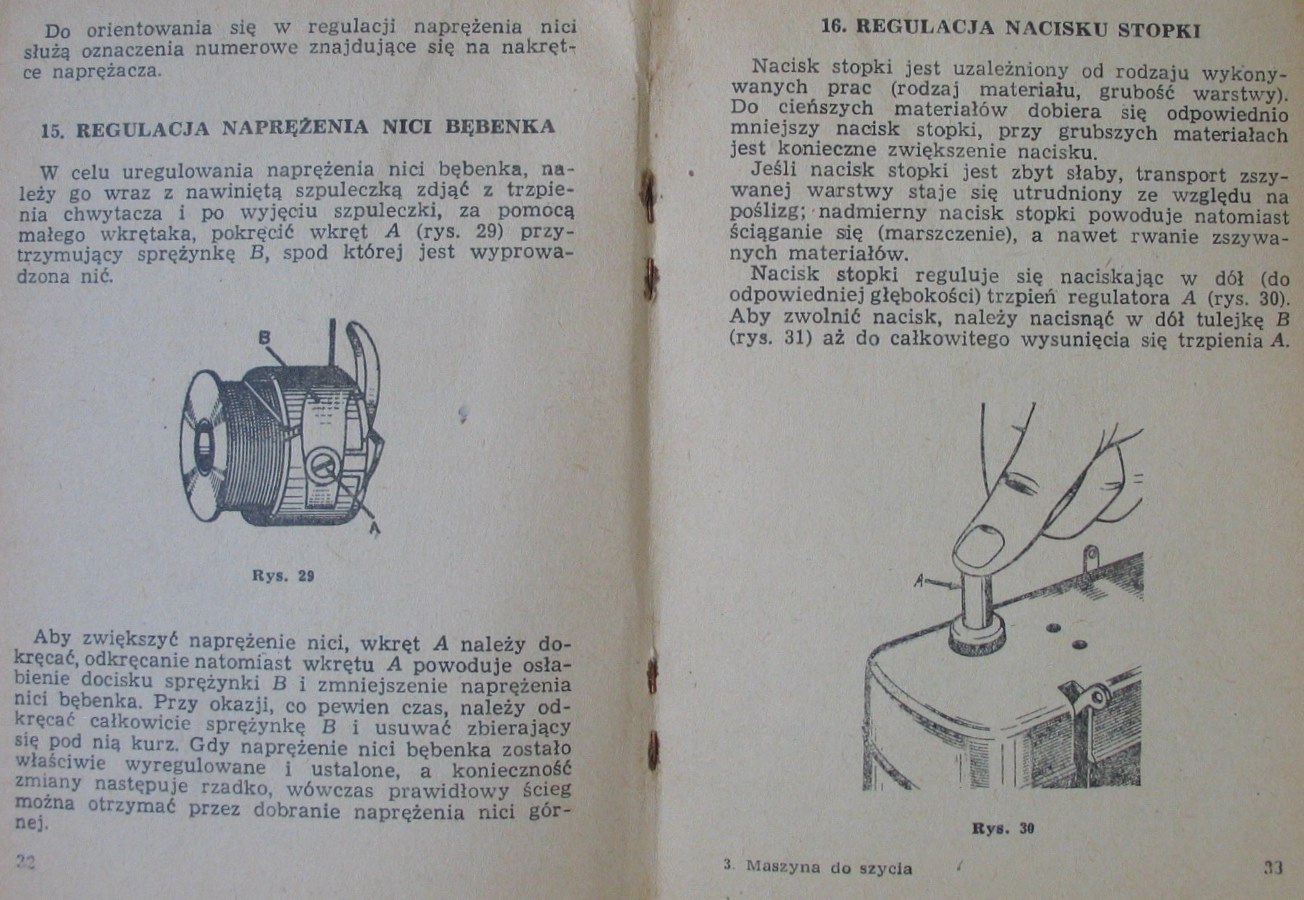 Do orientowania się w regulacji naprężenia nici
służą oznaczenia numerowe znajdujące się na nakręt-
ce naprężacza.
15. REGULACJA NAPRĘŻENIA NICI BĘBENKA
W celu uregulowania naprężenia nici bębenka, na-
leży go wraz z nawiniętą szpuleczką zdjąć z trzpie-
nia chwytacza i po wyjęciu szpuleczki, za pomocą
małego wkrętaka, pokręcić wkręt A (rys. 29) przy-
trzymujący sprężynkę B, spod której jest wyprowa-
dzona nić.
B
A
Rys. 29
Aby zwiększyć naprężenie nici, wkręt A należy do-
kręcać, odkręcanie natomiast wkrętu A powoduje osła-
bienie docisku sprężynki B i zmniejszenie naprężenia
nici bębenka. Przy okazji, co pewien czas, należy od-
kręcać całkowicie sprężynkę B i usuwać zbierający
się pod nią kurz. Gdy naprężenie nici bębenka zostało
właściwie wyregulowane i ustalone, a konieczność
zmiany następuje rzadko, wówczas prawidłowy ścieg
można otrzymać przez dobranie naprężenia nici gór-
nej.
32
16. REGULACJA NACISKU STOPKI
Nacisk stopki jest uzależniony od rodzaju wykony-
wanych prac (rodzaj materiału, grubość warstwy).
Do cieńszych materiałów dobiera się odpowiednio
mniejszy nacisk stopki, przy grubszych materiałach
jest konieczne zwiększenie nacisku.
Jeśli nacisk stopki jest zbyt słaby, transport zszy-
wanej warstwy staje się utrudniony ze względu na
poślizg; nadmierny nacisk stopki powoduje natomiast
ściąganie się (marszczenie), a nawet rwanie zszywa-
nych materiałów.
Nacisk stopki reguluje się naciskając w dół (do
odpowiedniej głębokości) trzpień regulatora A (rys. 30).
Aby zwolnić nacisk, należy nacisnąć w dół tulejkę B
(rys. 31) aż do całkowitego wysunięcia się trzpienia A.
A
Rys. 30
3 Maszyna do szycia
33